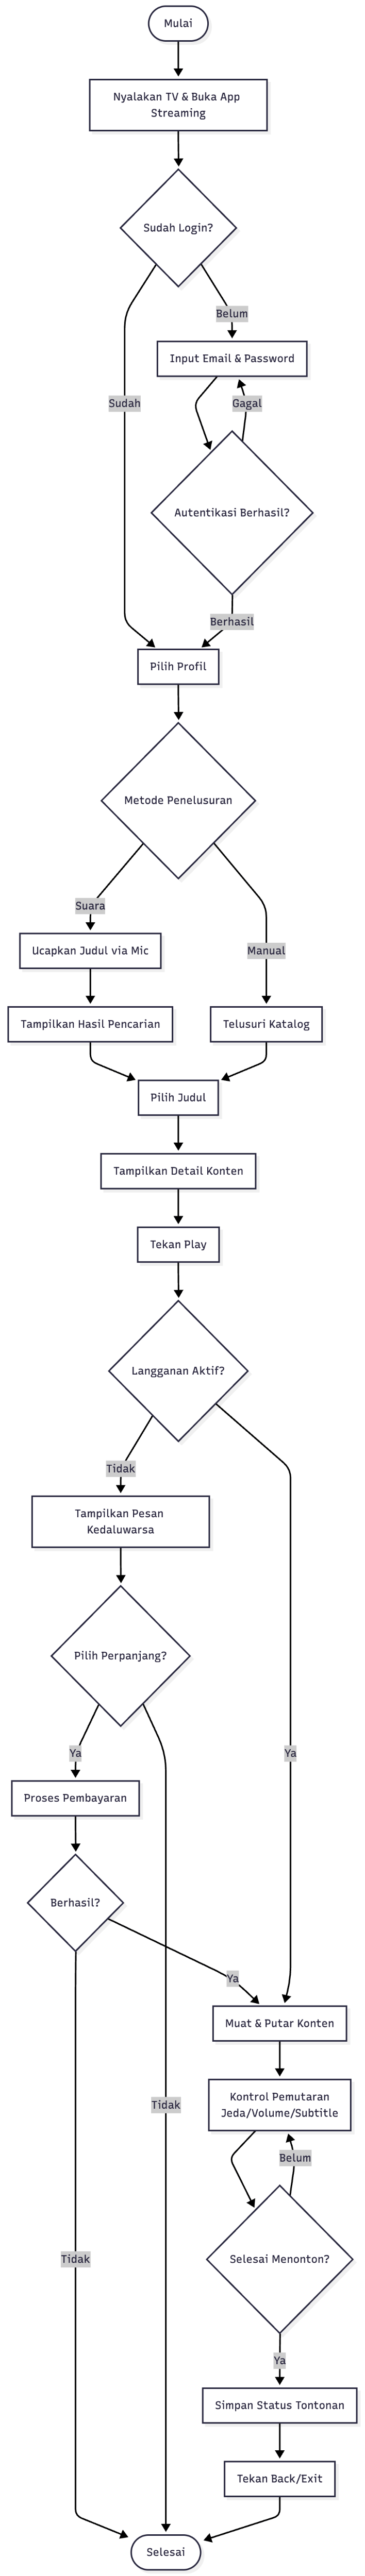 Mulai
Nyalakan TV & Buka App
Streaming
Sudah Login?
Belum
Input Email & Password
Sudah
Gagal
Autentikasi Berhasil?
Berhasil
Pilih Profil
Metode Penelusuran
Suara
Ucapkan Judul via Mic
Manual
Tampilkan Hasil Pencarian
Telusuri Katalog
Pilih Judul
Tampilkan Detail Konten
Tekan Play
Langganan Aktif?
Tidak
Tampilkan Pesan
Kedaluwarsa
Pilih Perpanjang?
Ya
Ya
Proses Pembayaran
Berhasil?
Ya
Muat & Putar Konten
Kontrol Pemutaran
Jeda/Volume/Subtitle
Tidak
Belum
Tidak
Selesai Menonton?
Ya
Simpan Status Tontonan
Tekan Back/Exit
Selesai